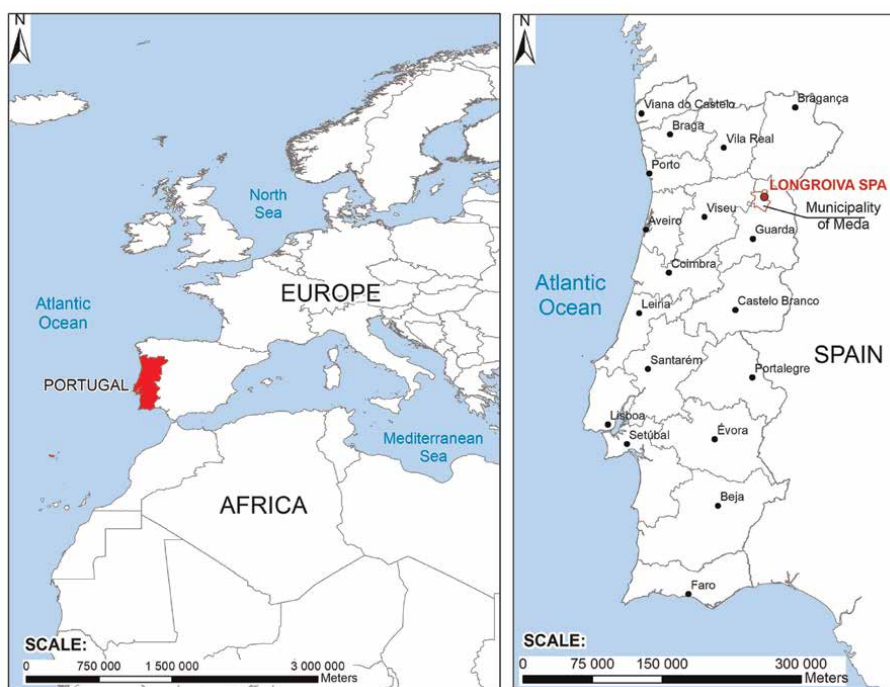 N
North
Sea
Atlantic
Ocean
EUROPE
PORTUGAL
Mediterranean
Sea
AFRICA
SCALE:
0 750 000 1 500 000 3 000 000
Meters
N
Viana do Castelo
Bragança
Braga
Vila Real
Porto
LONGROIVA SPA
Municipality
of Meda
Viseu
Aveiro
Guarda
Coimbra
Atlantic
Ocean
Leiria
Castelo Branco
SPAIN
Santarém
Portalegre
Lisboa
Évora
Setúbal
Beja
Faro
SCALE:
0 75 000 150 000 300 000
Meters